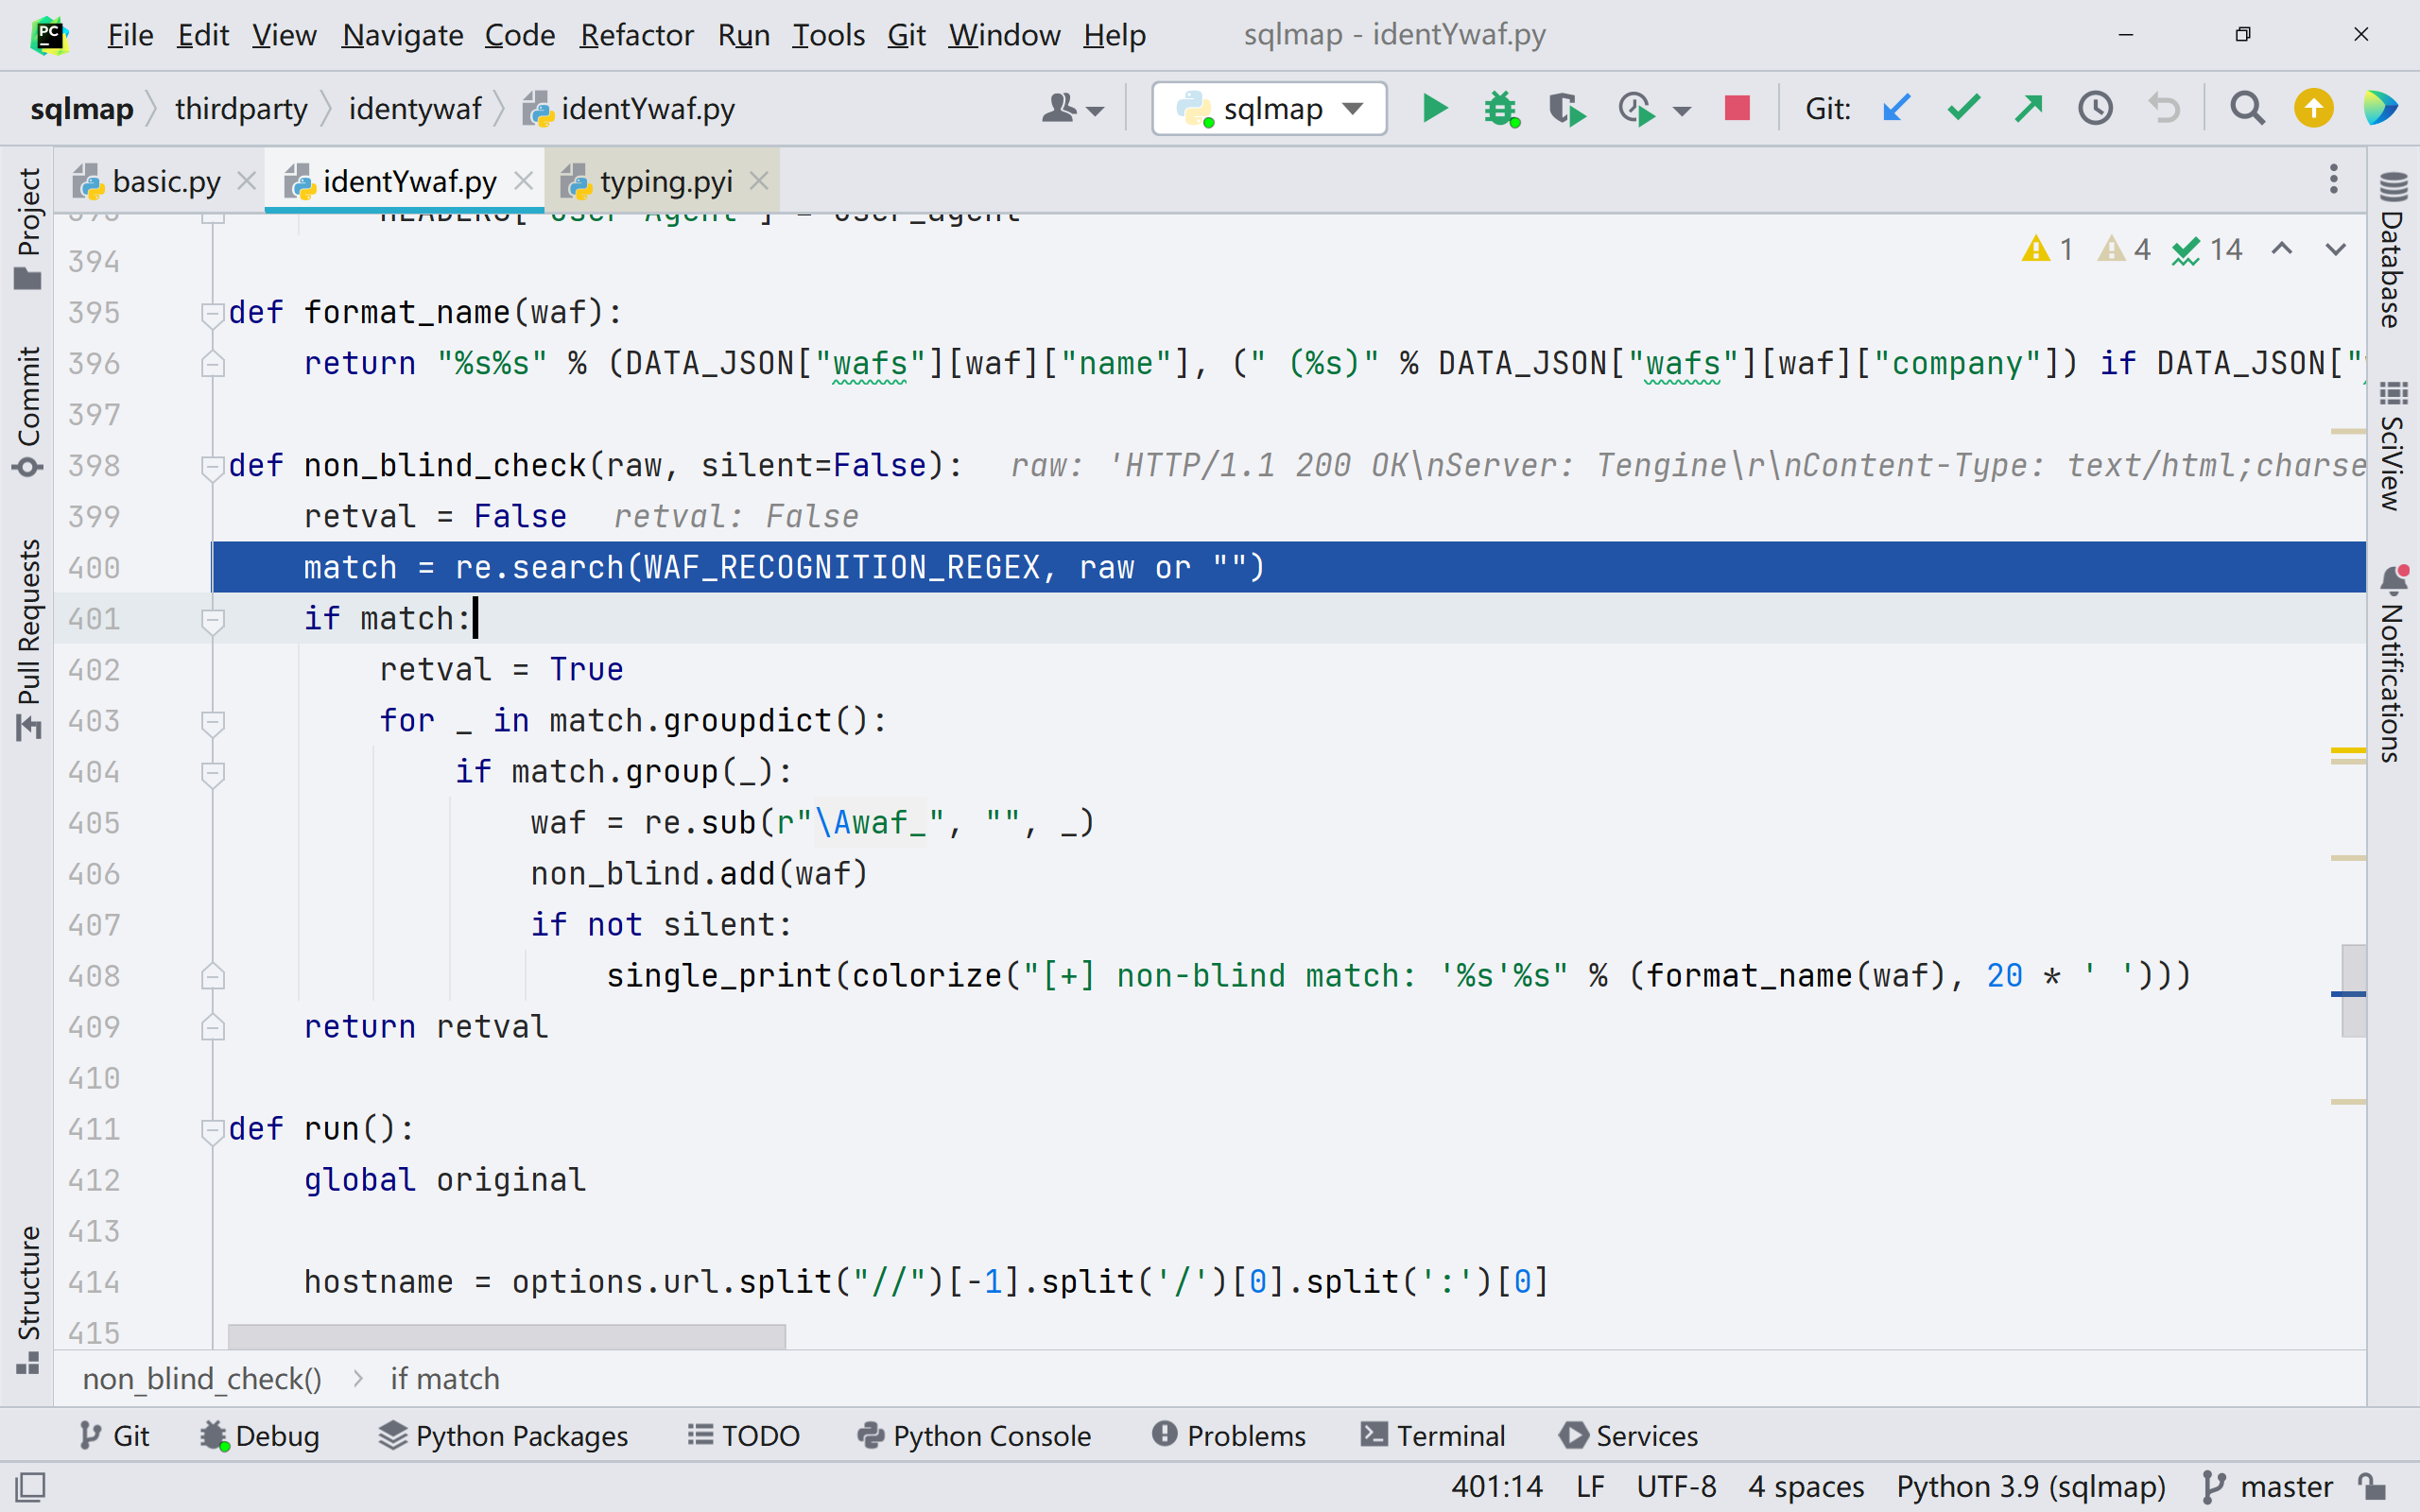 PC File Edit View Navigate Code Refactor Run Tools Git Window Help sqlmap - identYwaf.py
sqlmap thirdparty identywaf identYwaf.py sqlmap Git:
basic.py identYwaf.py typing.pyi
Project
Commit
Pull Requests
Structure
Database
SciView
Notifications
1 4 14
394
395 def format_name(waf):
396 return "%s%s" % (DATA_JSON["wafs"][waf]["name"], (" (%s)" % DATA_JSON["wafs"][waf]["company"]) if DATA_JSON["
397
398 def non_blind_check(raw, silent=False): raw: 'HTTP/1.1 200 OK\nServer: Tengine\r\nContent-Type: text/html;charse
399 retval = False retval: False
400 match = re.search(WAF_RECOGNITION_REGEX, raw or "")
401 if match:
402 retval = True
403 for _ in match.groupdict():
404 if match.group(_):
405 waf = re.sub(r"\Awaf_", "", _)
406 non_blind.add(waf)
407 if not silent:
408 single_print(colorize("[+] non-blind match: '%s'%s" % (format_name(waf), 20 * ' ')))
409 return retval
410
411 def run():
412 global original
413
414 hostname = options.url.split("//")[-1].split('/')[0].split(':')[0]
415
non_blind_check() › if match
Git Debug Python Packages TODO Python Console Problems Terminal Services
401:14 LF UTF-8 4 spaces Python 3.9 (sqlmap) master